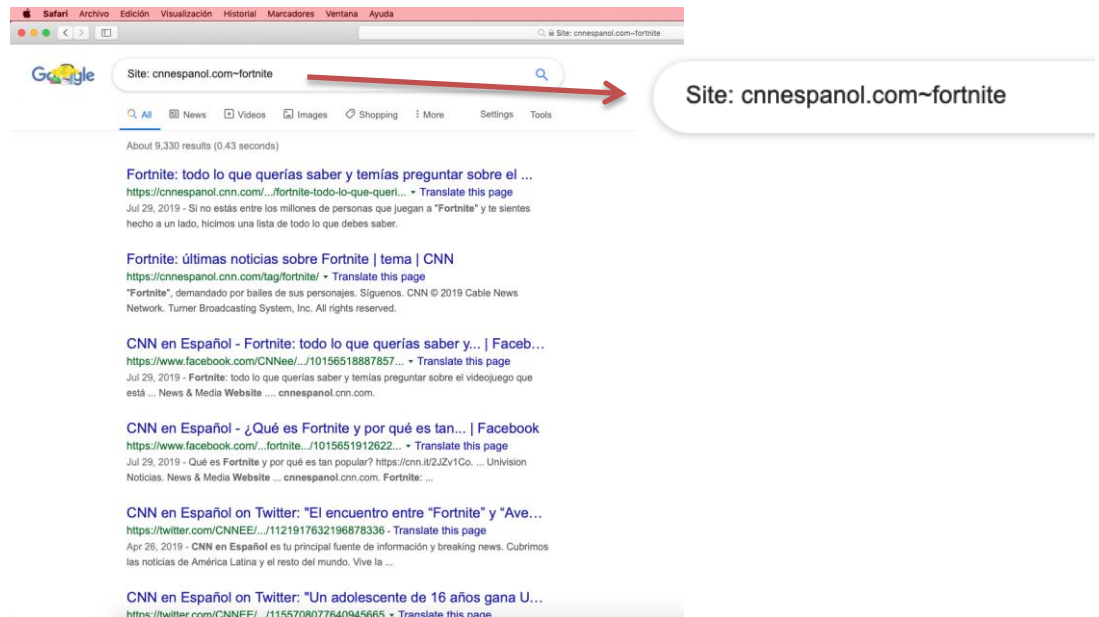 Safari Archivo Edición Visualización Historial Marcadores Ventana Ayuda
Site: cnnespanol.com~fortnite
Google
Site: cnnespanol.com~fortnite
Site: cnnespanol.com~fortnite
All News Videos Images Shopping More Settings Tools
About 9,330 results (0.43 seconds)
Fortnite: todo lo que querías saber y temías preguntar sobre el ...
https://cnnespanol.cnn.com/.../fortnite-todo-lo-que-queri... Translate this page
Jul 29, 2019 - Si no estás entre los millones de personas que juegan a "Fortnite" y te sientes
hecho a un lado, hicimos una lista de todo lo que debes saber.
Fortnite: últimas noticias sobre Fortnite | tema | CNN
https://cnnespanol.cnn.com/tag/fortnite/ Translate this page
"Fortnite", demandado por bailes de sus personajes. Síguenos. CNN © 2019 Cable News
Network. Turner Broadcasting System, Inc. All rights reserved.
CNN en Español - Fortnite: todo lo que querías saber y... | Faceb...
https://www.facebook.com/CNNee/.../10156518887857... Translate this page
Jul 29, 2019 - Fortnite: todo lo que querías saber y temías preguntar sobre el videojuego que
está ... News & Media Website .... cnnespanol.cnn.com.
CNN en Español - ¿Qué es Fortnite y por qué es tan... | Facebook
https://www.facebook.com/...fortnite.../1015651912622... Translate this page
Jul 29, 2019 - Qué es Fortnite y por qué es tan popular? https://cnn.it/2JZv1Co. ... Univision
Noticias. News & Media Website ... cnnespanol.cnn.com. Fortnite: ...
CNN en Español on Twitter: "El encuentro entre “Fortnite" y “Ave...
https://twitter.com/CNNEE/.../1121917632196878336 - Translate this page
Apr 26, 2019 - CNN en Español es tu principal fuente de información y breaking news. Cubrimos
las noticias de América Latina y el resto del mundo. Vive la ...
CNN en Español on Twitter: "Un adolescente de 16 años gana U...
https://twitter.com/CNNEE/.../1155708077640945665 Translate this page